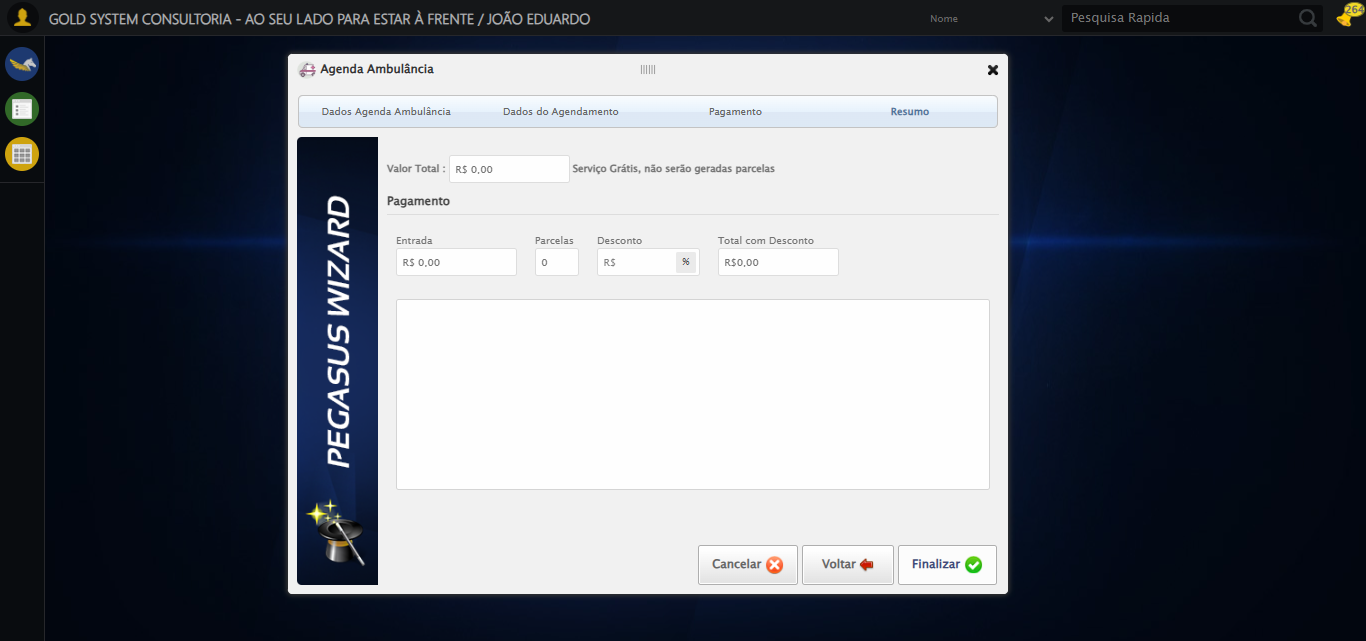 GOLD SYSTEM CONSULTORIA - AO SEU LADO PARA ESTAR À FRENTE / JOÃO EDUARDO
Nome
Pesquisa Rapida
264
Agenda Ambulância
Dados Agenda Ambulância
Dados do Agendamento
Pagamento
Resumo
PEGASUS WIZARD
Valor Total : R$ 0,00 Serviço Grátis, não serão geradas parcelas
Pagamento
Entrada Parcelas Desconto Total com Desconto
R$ 0,00 0 R$ % R$0,00
Cancelar Voltar Finalizar